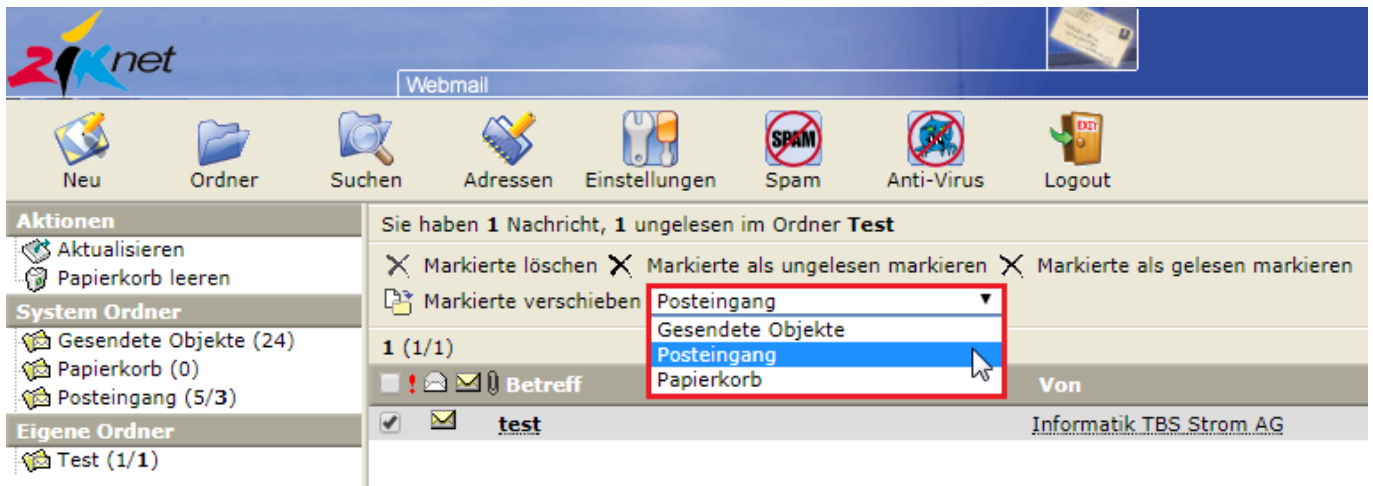 ziknet
Webmail
Neu Ordner Suchen Adressen Einstellungen SPAM Spam Anti-Virus EXIT Logout
Aktionen
Aktualisieren
Papierkorb leeren
System Ordner
Gesendete Objekte (24)
Papierkorb (0)
Posteingang (5/3)
Eigene Ordner
Test (1/1)
Sie haben 1 Nachricht, 1 ungelesen im Ordner Test
Markierte löschen Markierte als ungelesen markieren Markierte als gelesen markieren
Markierte verschieben Posteingang
Gesendete Objekte
Posteingang
Papierkorb
1 (1/1)
Betreff Von
test Informatik TBS Strom AG